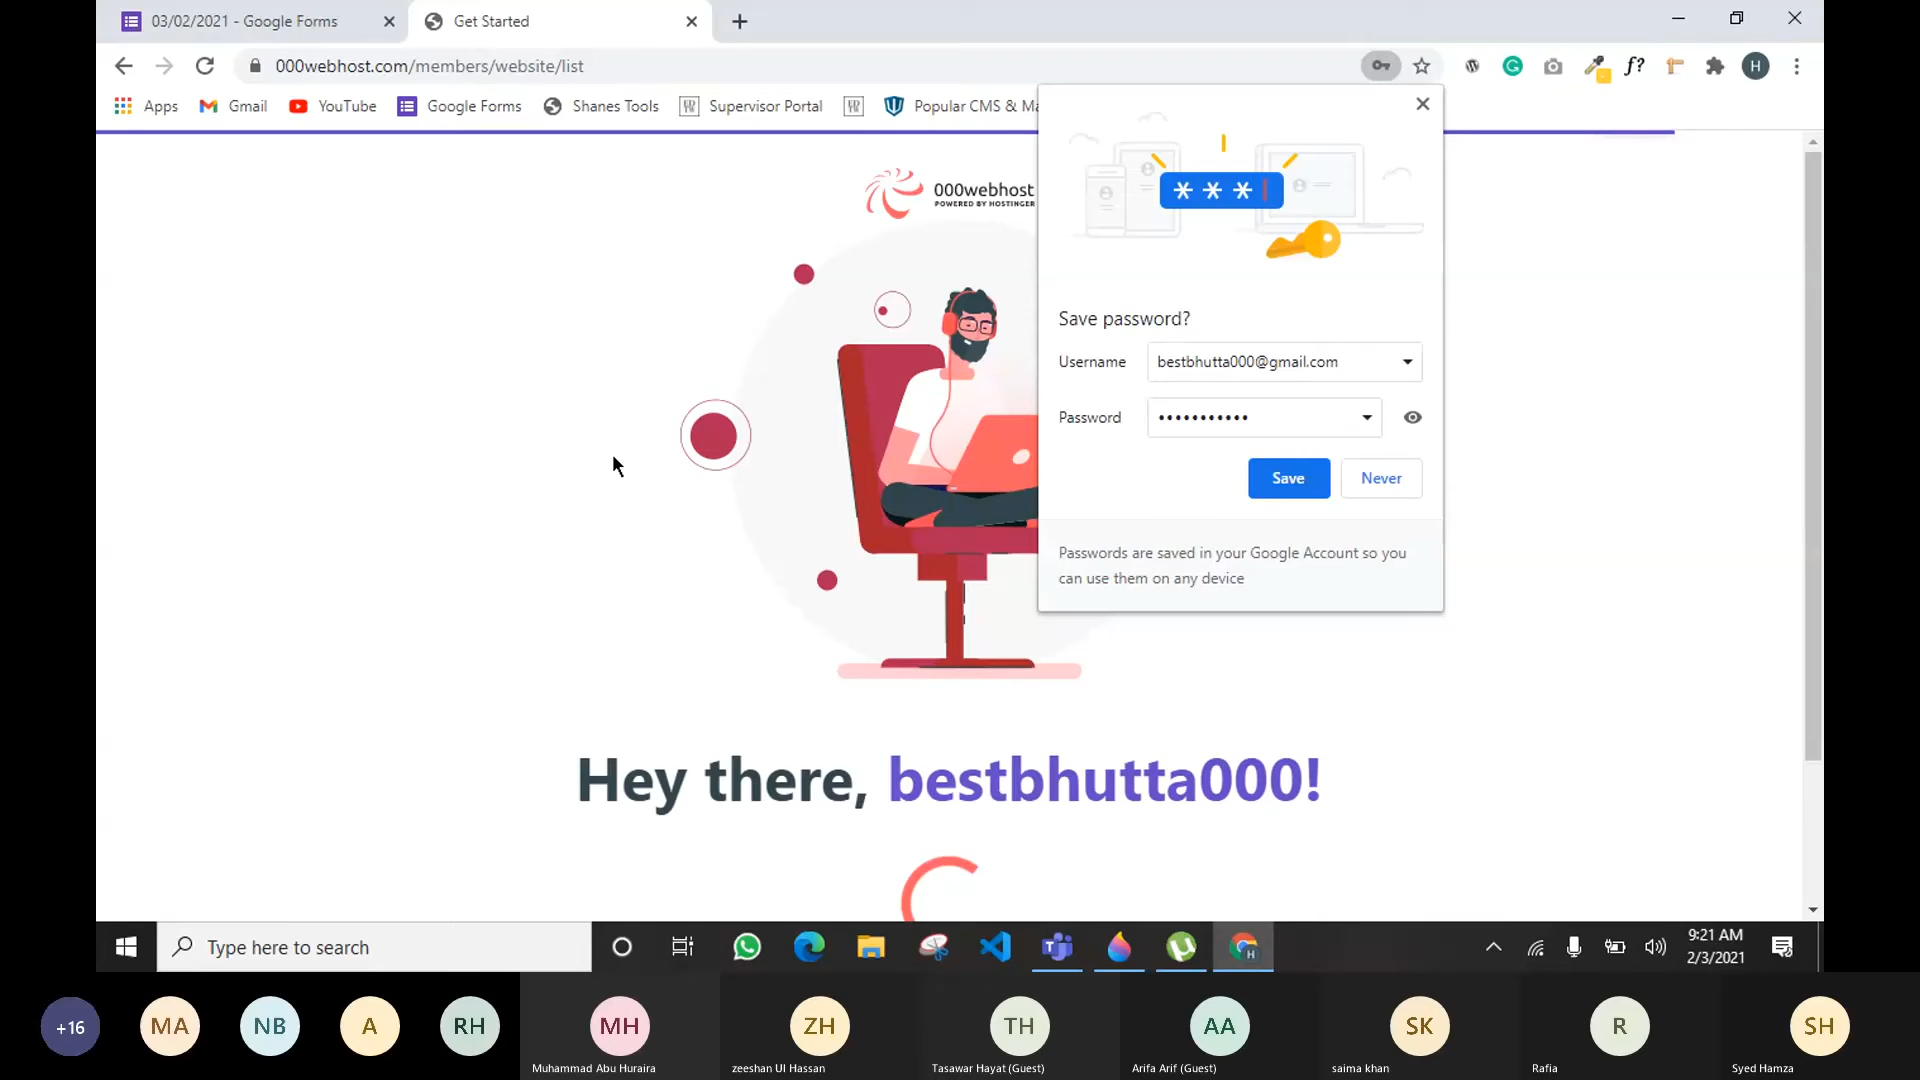 03/02/2021 - Google Forms
Get Started
000webhost.com/members/website/list
f?
H
Apps
Gmail
YouTube
Google Forms
Shanes Tools
Supervisor Portal
Popular CMS & Ma
000webhost
POWERED BY HOSTINGER
* * *
Save password?
Username
bestbhutta000@gmail.com
Password
•••••••••••
Save
Never
Passwords are saved in your Google Account so you
can use them on any device
Hey there, bestbhutta000!
Type here to search
9:21 AM
2/3/2021
+16
MA
NB
A
RH
MH
ZH
TH
AA
SK
R
SH
Muhammad Abu Huraira
zeeshan Ul Hassan
Tasawar Hayat (Guest)
Arifa Arif (Guest)
saima khan
Rafia
Syed Hamza